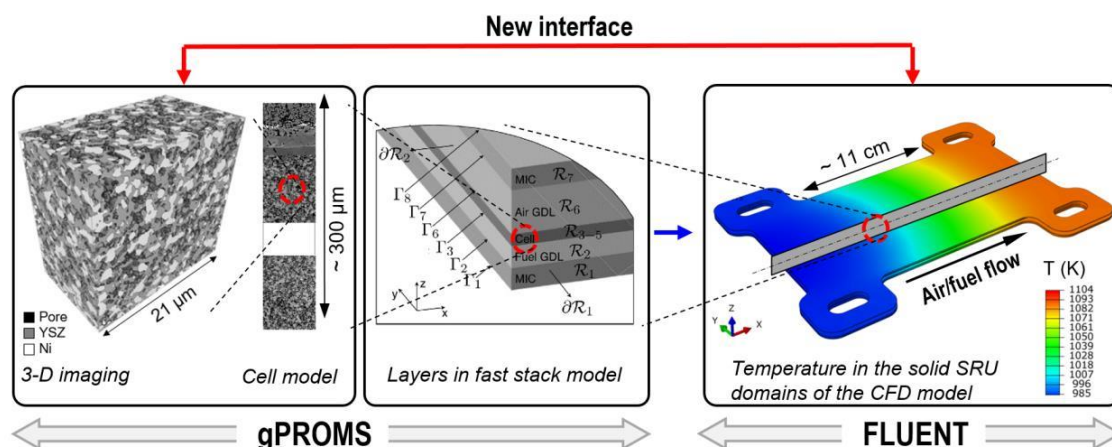 New interface
21 μm
Pore
YSZ
Ni
3-D imaging
~ 300 μm
Cell model
∂R₂
Γ₈
Γ₇
Γ₆
Γ₃
Γ₂
Γ₁
MIC R₇
Air GDL R₆
Cell R₃₋₅
Fuel GDL R₂
MIC R₁
∂R₁
y z x
Layers in fast stack model
~ 11 cm
Air/fuel flow
Z Y X
T (K)
1104
1093
1082
1071
1061
1050
1039
1028
1018
1007
996
985
Temperature in the solid SRU
domains of the CFD model
gPROMS
FLUENT